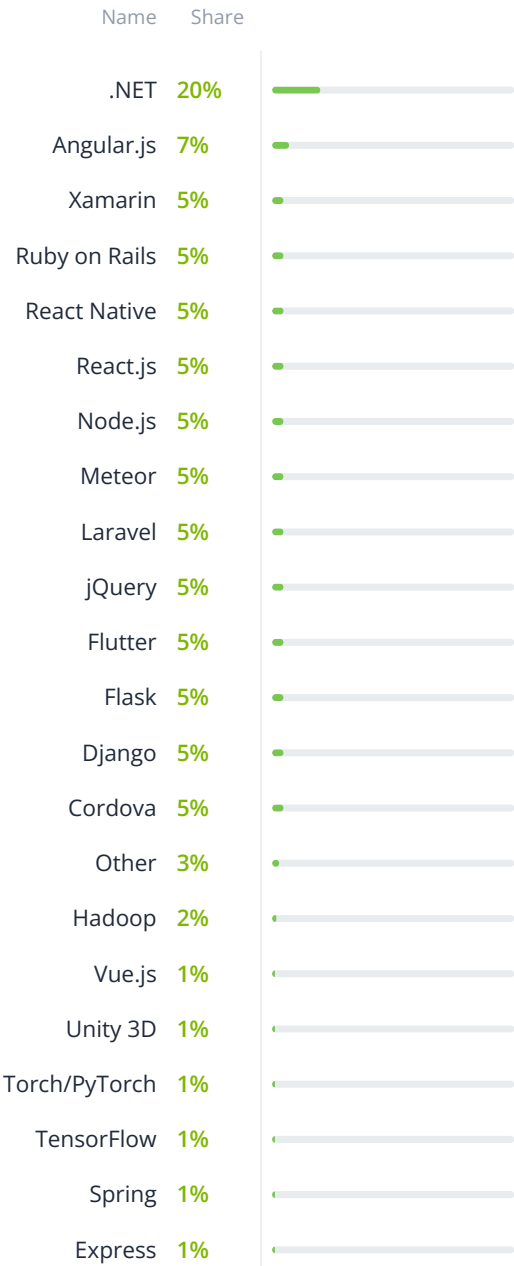 Name Share
.NET 20%
Angular.js 7%
Xamarin 5%
Ruby on Rails 5%
React Native 5%
React.js 5%
Node.js 5%
Meteor 5%
Laravel 5%
jQuery 5%
Flutter 5%
Flask 5%
Django 5%
Cordova 5%
Other 3%
Hadoop 2%
Vue.js 1%
Unity 3D 1%
Torch/PyTorch 1%
TensorFlow 1%
Spring 1%
Express 1%